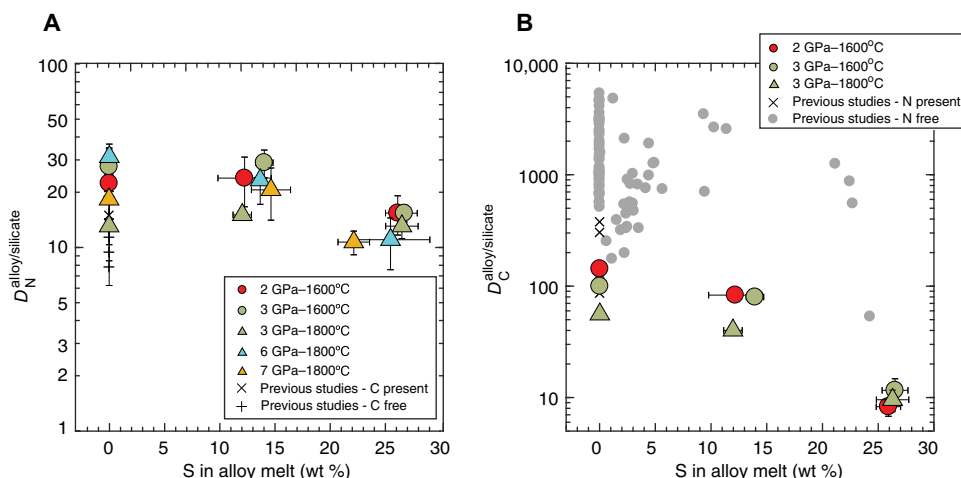 A
100
50
30
20
10
5
3
2
1
D_N^alloy/silicate
0 5 10 15 20 25 30
S in alloy melt (wt %)
2 GPa–1600°C
3 GPa–1600°C
3 GPa–1800°C
6 GPa–1800°C
7 GPa–1800°C
Previous studies - C present
Previous studies - C free
B
10,000
1000
100
10
D_C^alloy/silicate
0 5 10 15 20 25 30
S in alloy melt (wt %)
2 GPa–1600°C
3 GPa–1600°C
3 GPa–1800°C
Previous studies - N present
Previous studies - N free